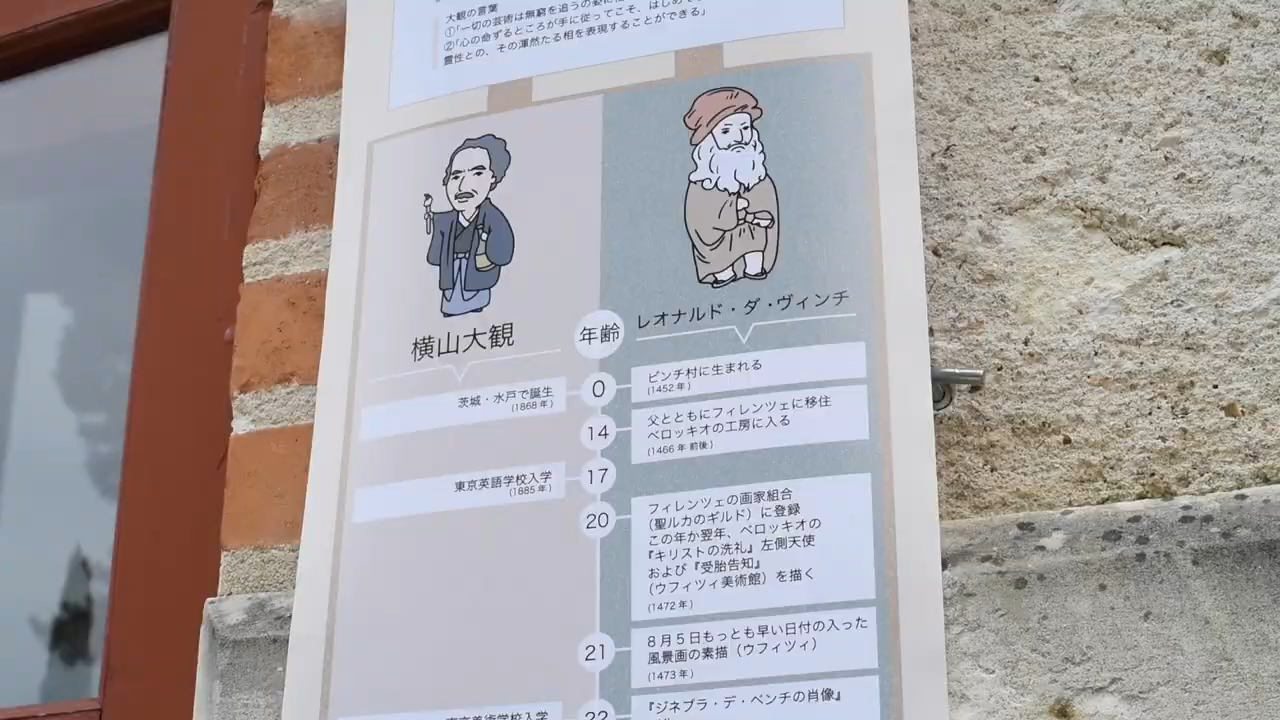 大観の言葉
①「一切の芸術は無窮を追うの姿に
②「心の命ずるところが手に従ってこそ、はじめて
霊性との、その渾然たる相を表現することができる」
横山大観
年齢
レオナルド・ダ・ヴィンチ
茨城・水戸で誕生
(1868年)
0
ビンチ村に生まれる
(1452年)
14
父とともにフィレンツェに移住
ベロッキオの工房に入る
(1466年前後)
東京英語学校入学
(1885年)
17
20
フィレンツェの画家組合
(聖ルカのギルド)に登録
この年か翌年、ベロッキオの
『キリストの洗礼』左側天使
および『受胎告知』
(ウフィツィ美術館)を描く
(1472年)
21
8月5日もっとも早い日付の入った
風景画の素描(ウフィツィ)
(1473年)
東京美術学校入学
22
『ジネブラ・デ・ベンチの肖像』